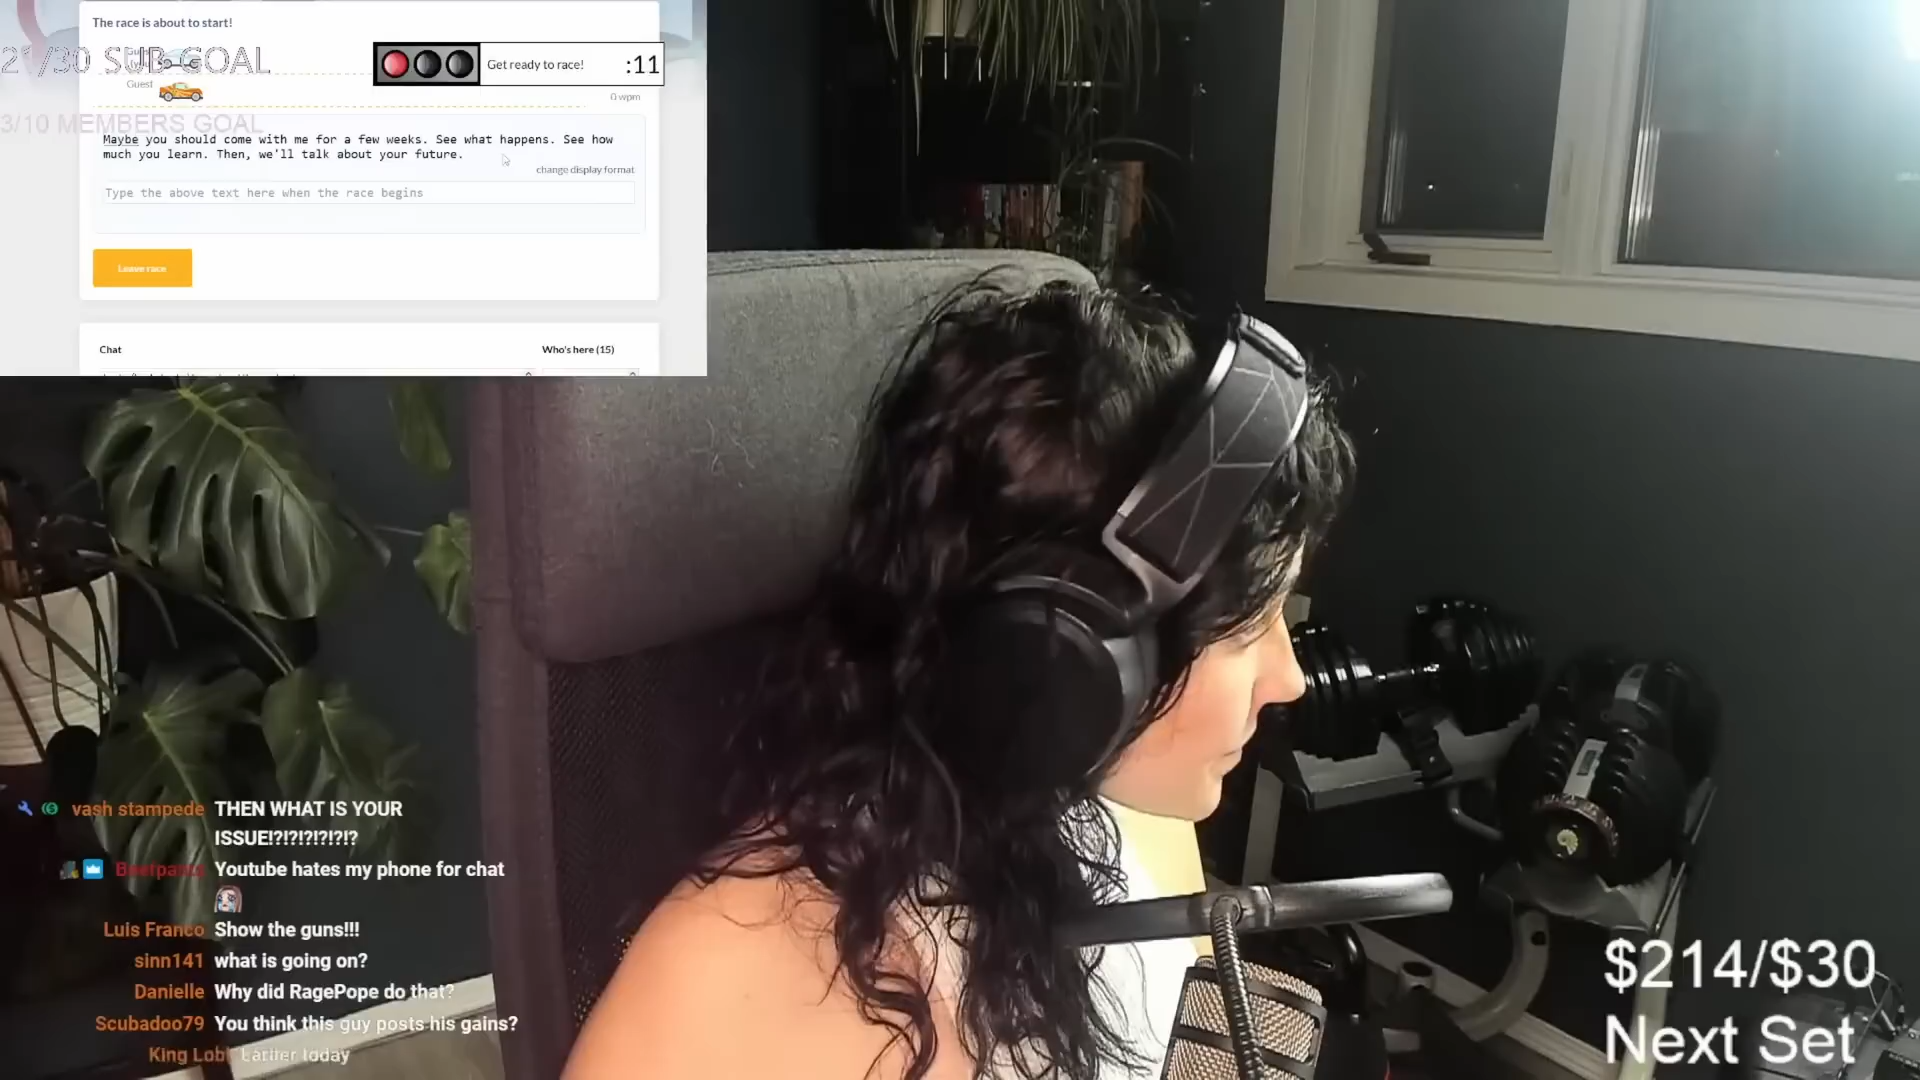 The race is about to start!
21/30 SUB GOAL
Get ready to race! :11
Guest
0 wpm
3/10 MEMBERS GOAL
Maybe you should come with me for a few weeks. See what happens. See how
much you learn. Then, we'll talk about your future.
change display format
Type the above text here when the race begins
Leave race
Chat
Who's here (15)
vash stampede THEN WHAT IS YOUR
ISSUE!?!?!?!?!?!?
Youtube hates my phone for chat
Luis Franco Show the guns!!!
sinn141 what is going on?
Danielle Why did RagePope do that?
Scubadoo79 You think this guy posts his gains?
King Earlier today
$214/$30
Next Set